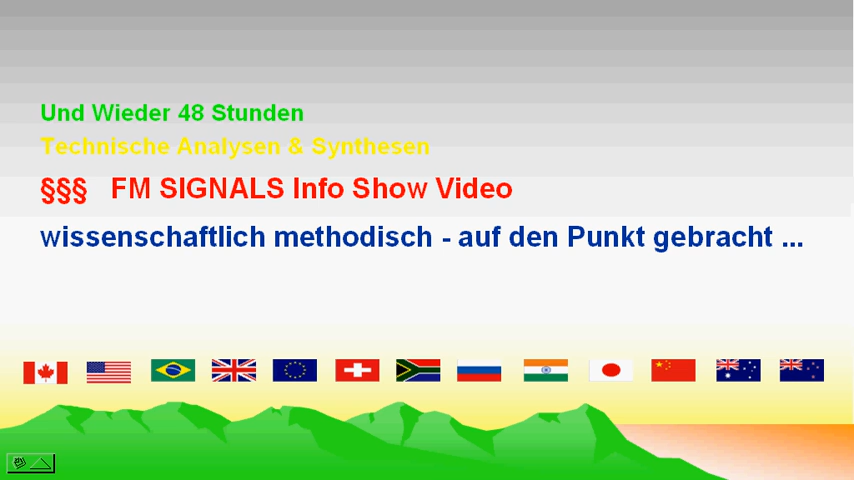 Und Wieder 48 Stunden
Technische Analysen & Synthesen
§§§ FM SIGNALS Info Show Video
wissenschaftlich methodisch - auf den Punkt gebracht ...